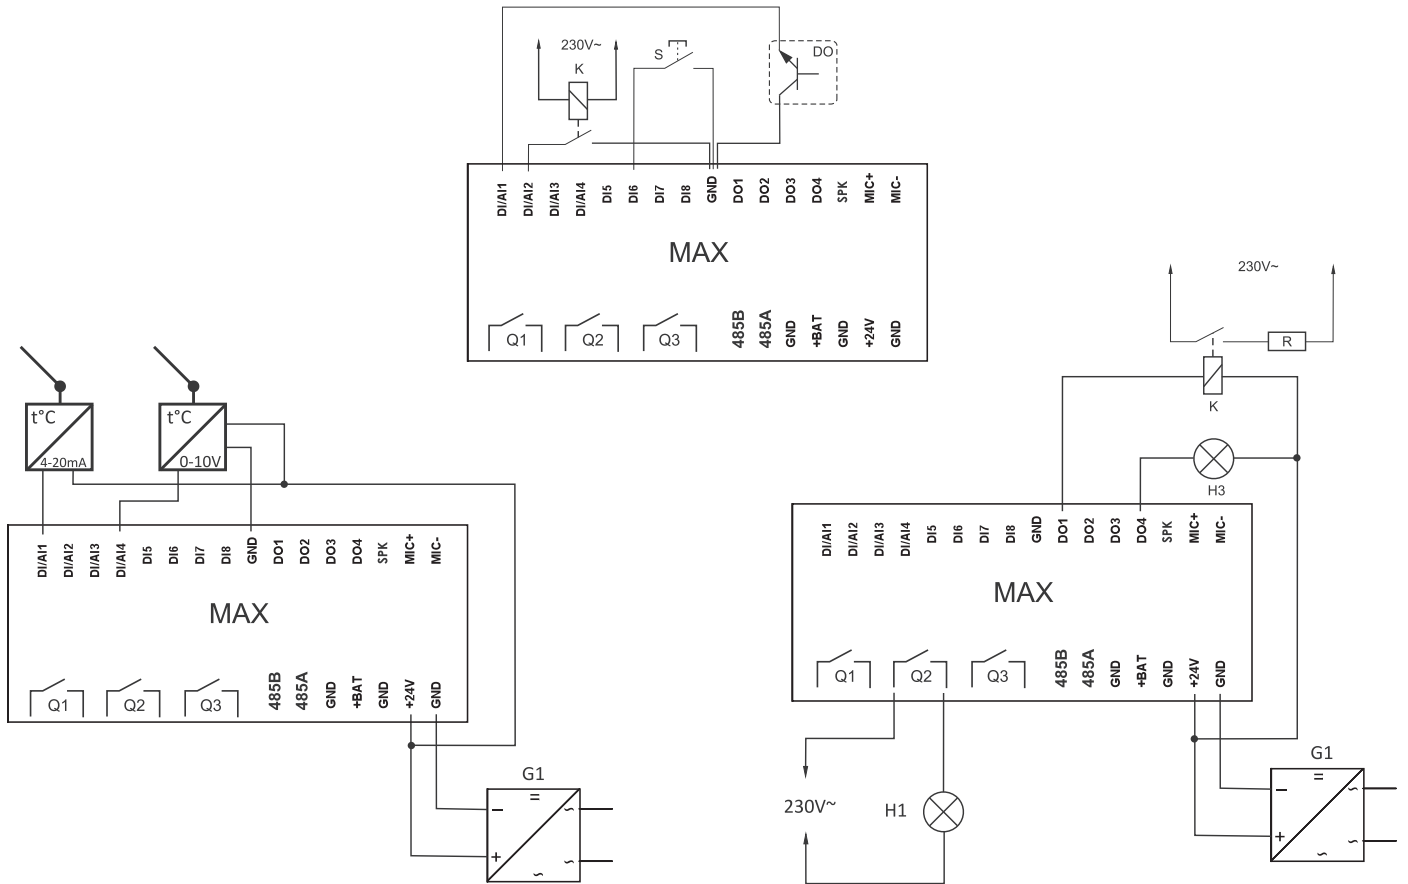 230V~
K
S
DO
DI/AI1 DI/AI2 DI/AI3 DI/AI4 DI5 DI6 DI7 DI8 GND DO1 DO2 DO3 DO4 SPK MIC+ MIC-
MAX
Q1 Q2 Q3 485B 485A GND +BAT GND +24V GND
t°C
4-20mA
t°C
0-10V
DI/AI1 DI/AI2 DI/AI3 DI/AI4 DI5 DI6 DI7 DI8 GND DO1 DO2 DO3 DO4 SPK MIC+ MIC-
MAX
Q1 Q2 Q3 485B 485A GND +BAT GND +24V GND
G1
=
−
+
~
~
~
230V~
R
K
H3
DI/AI1 DI/AI2 DI/AI3 DI/AI4 DI5 DI6 DI7 DI8 GND DO1 DO2 DO3 DO4 SPK MIC+ MIC-
MAX
Q1 Q2 Q3 485B 485A GND +BAT GND +24V GND
230V~
H1
G1
=
−
+
~
~
~